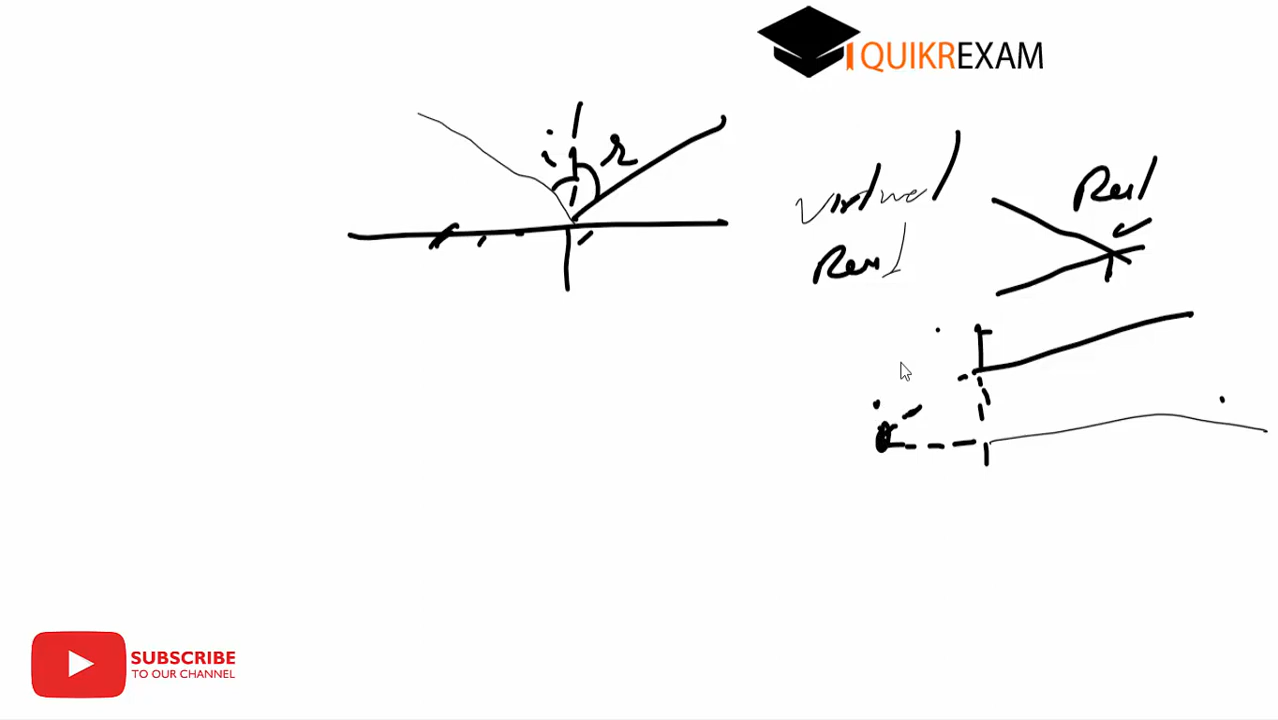 QUIKREXAM
i
r
Virtual
Real
Real
SUBSCRIBE
TO OUR CHANNEL